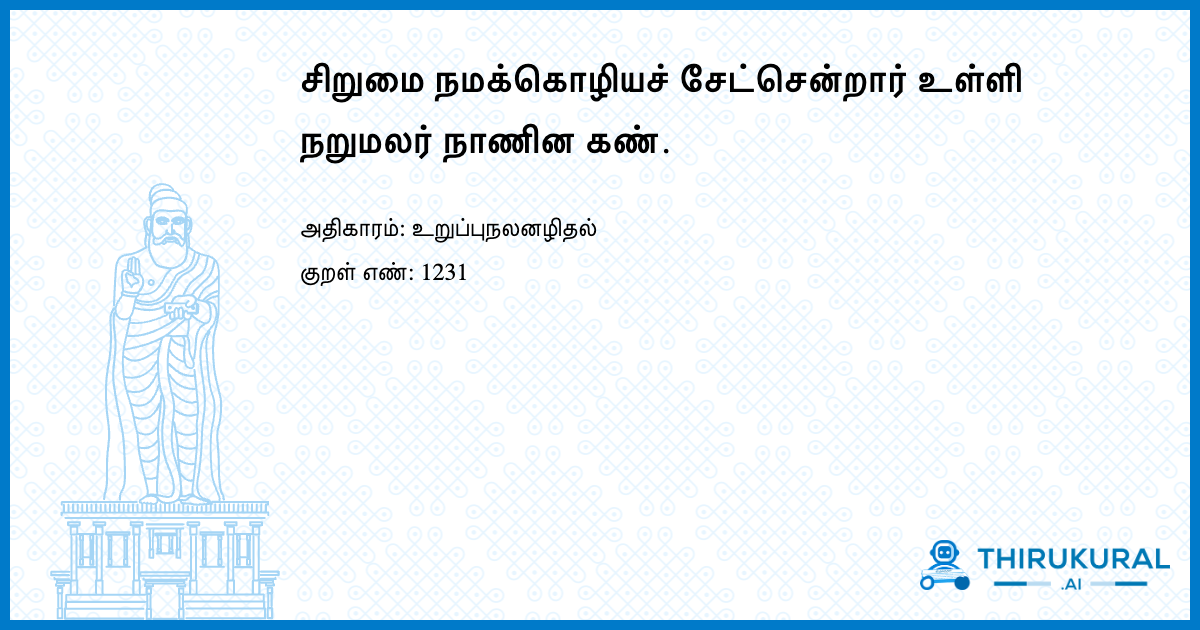 சிறுமை நமக்கொழியச் சேட்சென்றார் உள்ளி
நறுமலர் நாணின கண்.
அதிகாரம்: உறுப்புநலனழிதல்
குறள் எண்: 1231
THIRUKURAL
.AI